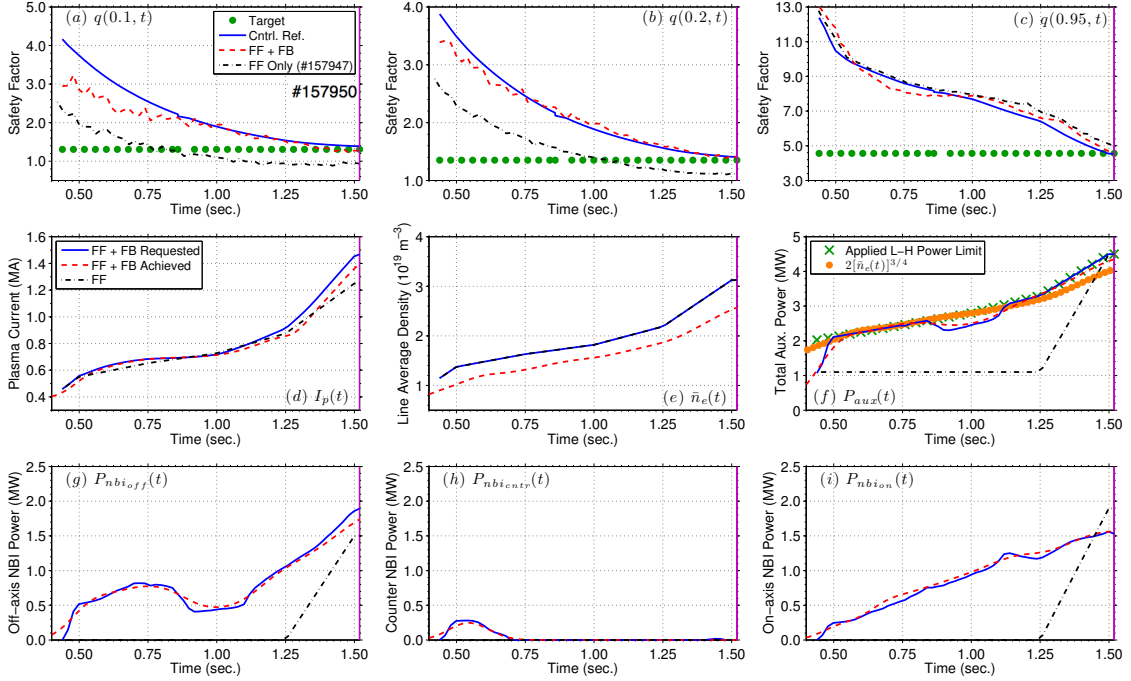 (a) q(0.1, t)
Target
Cntrl. Ref.
FF + FB
FF Only (#157947)
#157950
Safety Factor
5.0
4.0
3.0
2.0
1.0
0.50 0.75 1.00 1.25 1.50
Time (sec.)
(b) q(0.2, t)
Safety Factor
4.0
3.0
2.0
1.0
0.50 0.75 1.00 1.25 1.50
Time (sec.)
(c) q(0.95, t)
Safety Factor
13.0
11.0
9.0
7.0
5.0
3.0
0.50 0.75 1.00 1.25 1.50
Time (sec.)
FF + FB Requested
FF + FB Achieved
FF
Plasma Current (MA)
1.6
1.4
1.2
1.0
0.8
0.6
0.4
(d) I_p(t)
0.50 0.75 1.00 1.25 1.50
Time (sec.)
Line Average Density (10^19 m^-3)
4
3
2
1
(e) n̄_e(t)
0.50 0.75 1.00 1.25 1.50
Time (sec.)
Applied L-H Power Limit
2[n̄_e(t)]^3/4
Total Aux. Power (MW)
5
4
3
2
1
0
(f) P_aux(t)
0.50 0.75 1.00 1.25 1.50
Time (sec.)
(g) P_nbi_off(t)
Off-axis NBI Power (MW)
2.5
2.0
1.5
1.0
0.5
0.0
0.50 0.75 1.00 1.25 1.50
Time (sec.)
(h) P_nbi_cntr(t)
Counter NBI Power (MW)
2.5
2.0
1.5
1.0
0.5
0.0
0.50 0.75 1.00 1.25 1.50
Time (sec.)
(i) P_nbi_on(t)
On-axis NBI Power (MW)
2.5
2.0
1.5
1.0
0.5
0.0
0.50 0.75 1.00 1.25 1.50
Time (sec.)